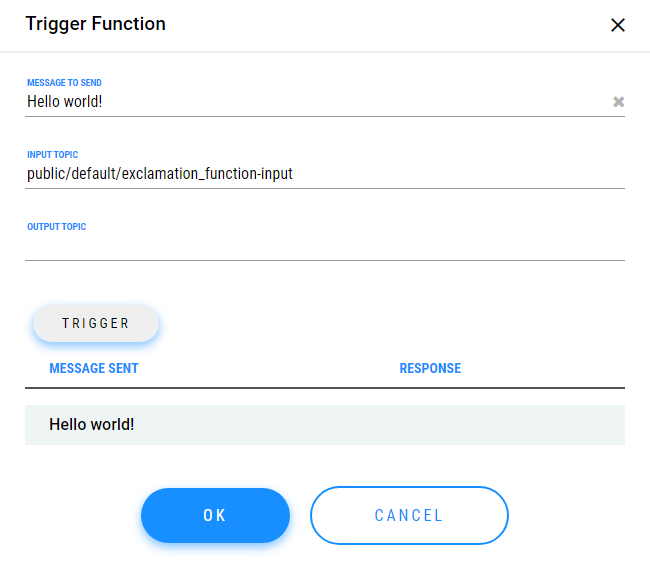 Trigger Function
MESSAGE TO SEND
Hello world!
INPUT TOPIC
public/default/exclamation_function-input
OUTPUT TOPIC
TRIGGER
MESSAGE SENT RESPONSE
Hello world!
OK CANCEL